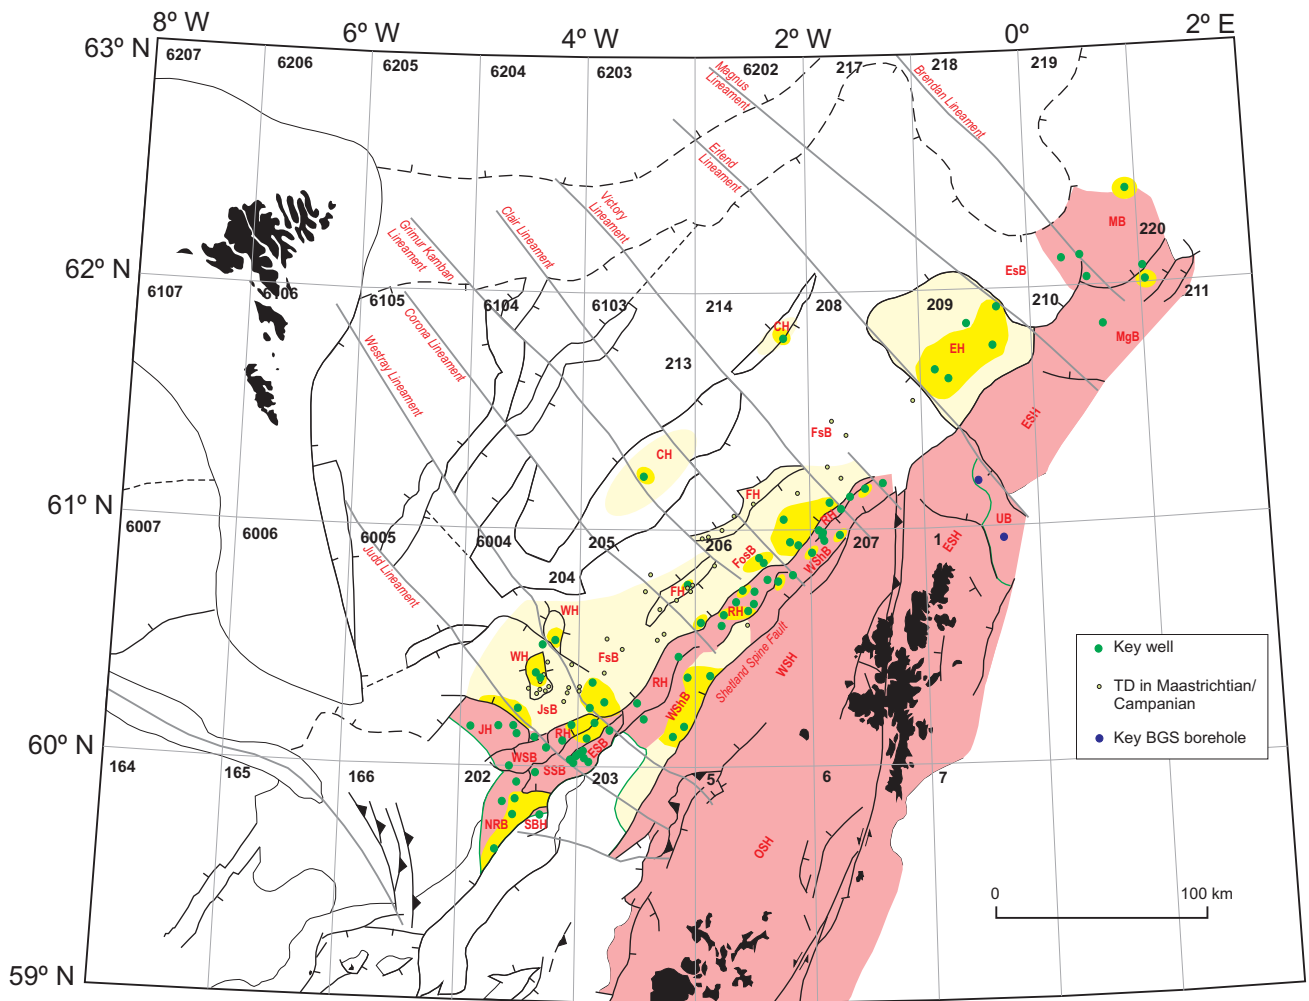 8º W
6º W
4º W
2º W
0º
2º E
63º N
6207
6206
6205
6204
6203
6202
217
218
219
Magnus
Lineament
Brendan Lineament
Erlend
Lineament
Victory
Lineament
Clair Lineament
Grimur Kamban
Lineament
MB
220
EsB
62º N
6107
6106
6105
6104
6103
214
208
209
210
211
Corona Lineament
Westray Lineament
CH
EH
MgB
213
ESH
FsB
CH
FH
61º N
6007
6006
6005
6004
205
206
RH
207
1
ESH
UB
Judd Lineament
204
FosB
WShB
FH
RH
WH
WH
FsB
Shetland Spine Fault
WSH
RH
WShB
JsB
JH
RH
ESB
WSB
SSB
60º N
164
165
166
202
203
5
6
7
NRB
SBH
OSH
Key well
TD in Maastrichtian/
Campanian
Key BGS borehole
0
100 km
59º N